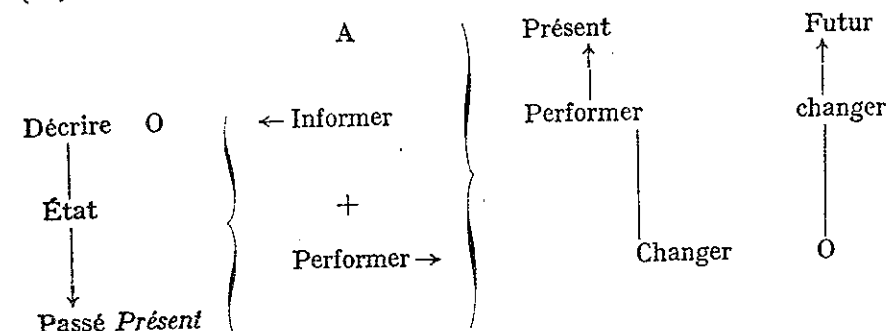 A Présent Futur
Décrire O ← Informer Performer changer
État +
Performer → Changer O
Passé Présent